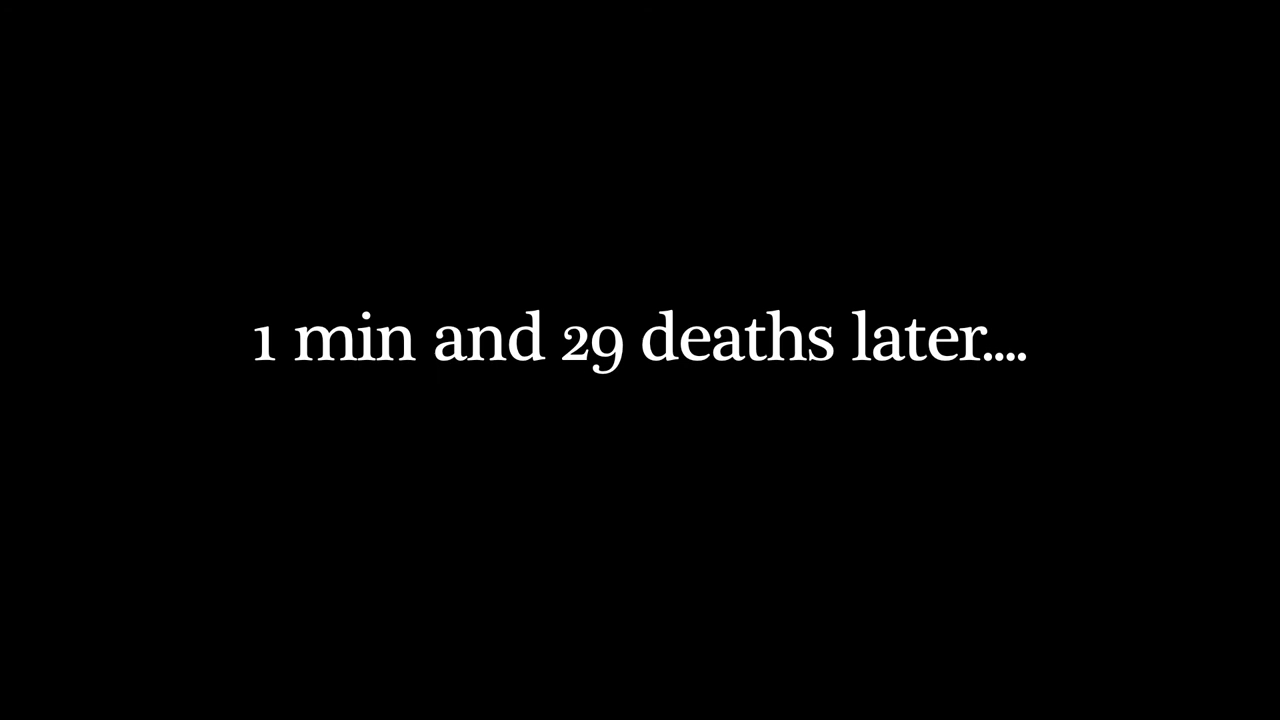 1 min and 29 deaths later....